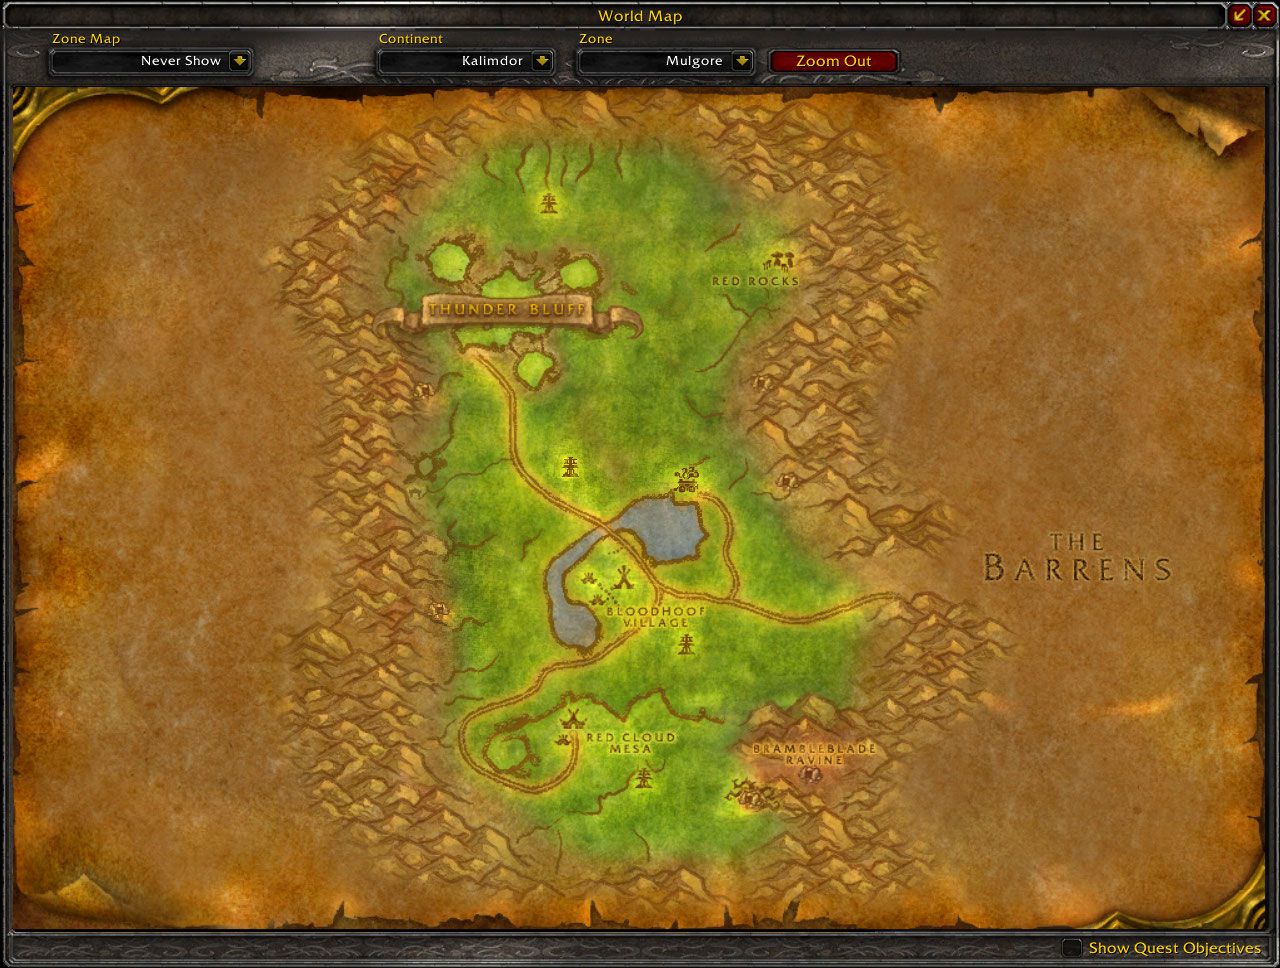 World Map
Zone Map
Continent
Zone
Never Show
Kalimdor
Mulgore
Zoom Out
RED ROCKS
THUNDER BLUFF
THE
BARRENS
BLOODHOOF
VILLAGE
RED CLOUD
MESA
BRAMBLEBLADE
RAVINE
Show Quest Objectives